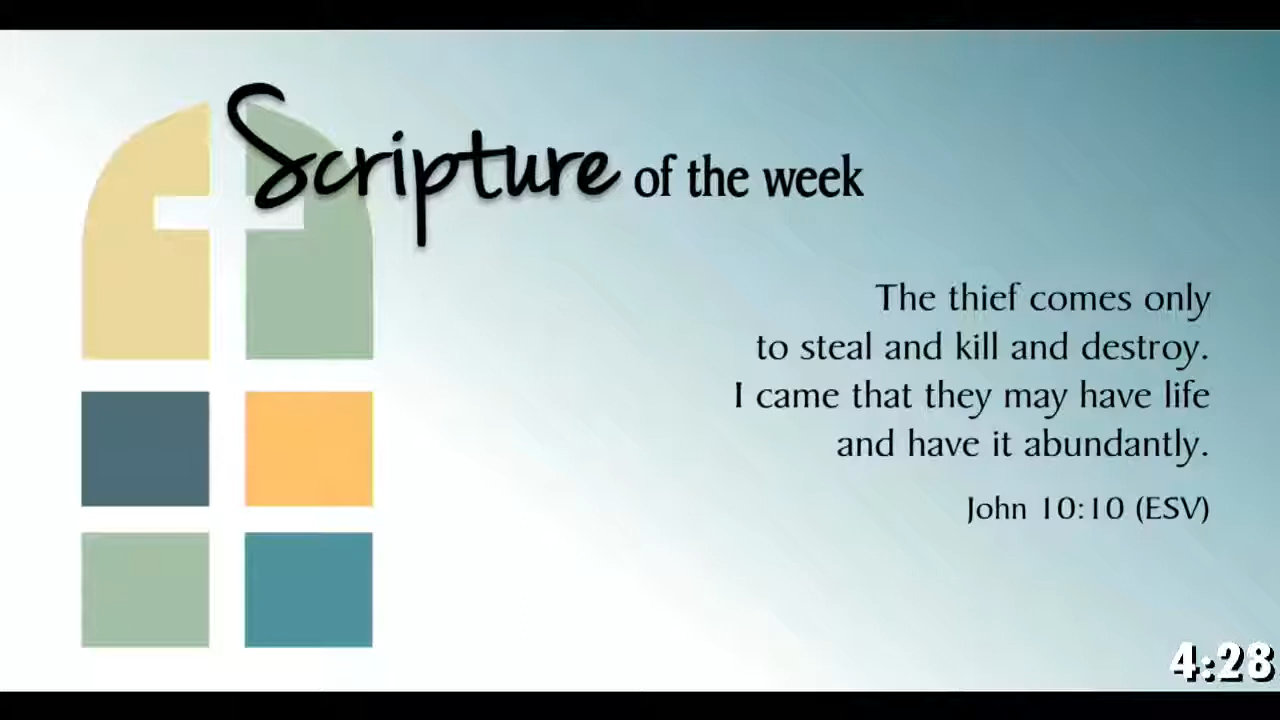 Scripture of the week
The thief comes only
to steal and kill and destroy.
I came that they may have life
and have it abundantly.
John 10:10 (ESV)
4:28